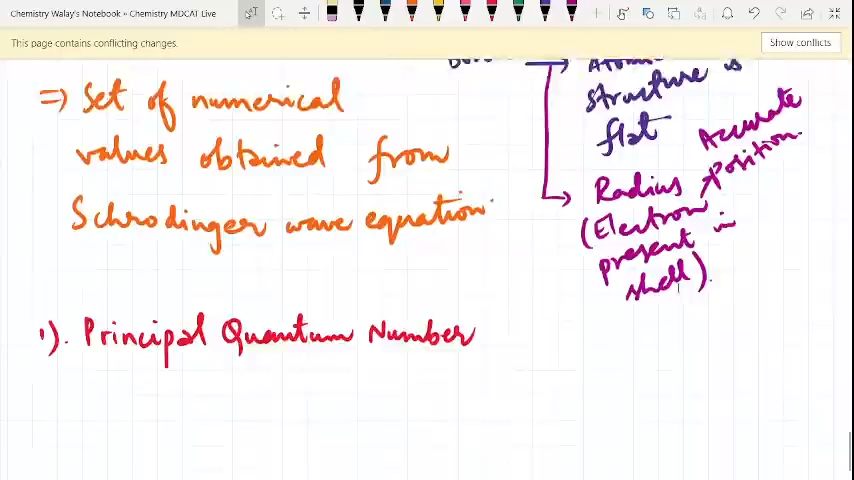 Chemistry Walay's Notebook » Chemistry MDCAT Live
This page contains conflicting changes.
Show conflicts
⇒ Set of numerical
values obtained from
Schrodinger wave equation.
structure is
flat
Accurate
Position.
Radius
(Electron
present in
shell).
1). Principal Quantum Number